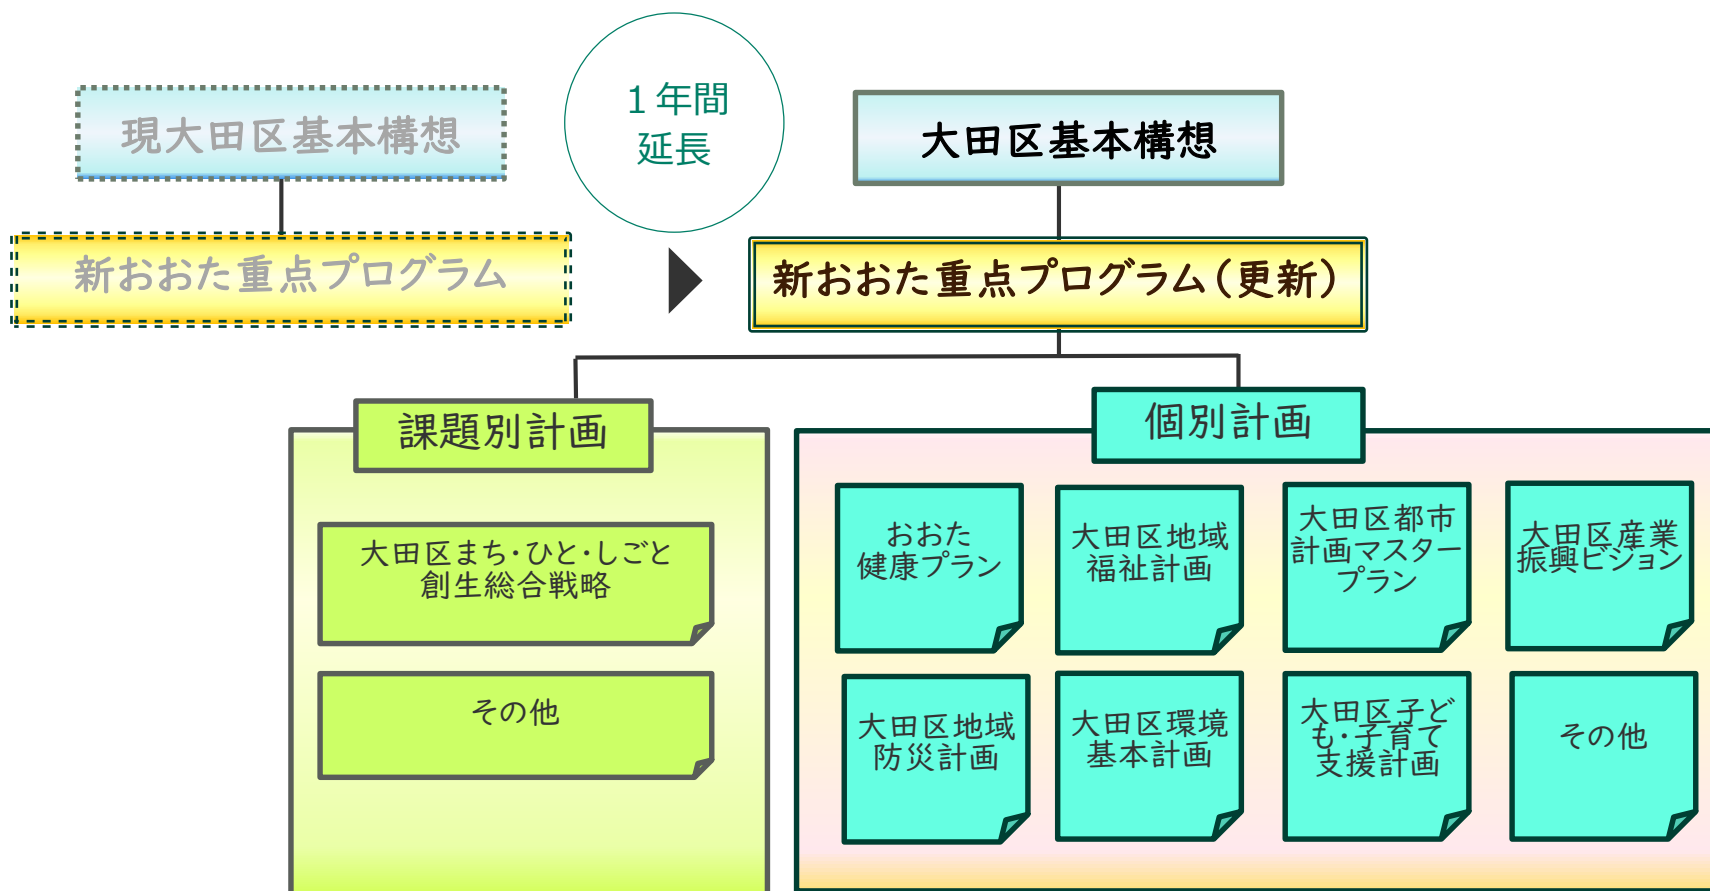 現大田区基本構想
１年間
延長
大田区基本構想
新おおた重点プログラム
新おおた重点プログラム（更新）
課題別計画
大田区まち・ひと・しごと
創生総合戦略
その他
個別計画
おおた
健康プラン
大田区地域
福祉計画
大田区都市
計画マスター
プラン
大田区産業
振興ビジョン
大田区地域
防災計画
大田区環境
基本計画
大田区子ど
も・子育て
支援計画
その他